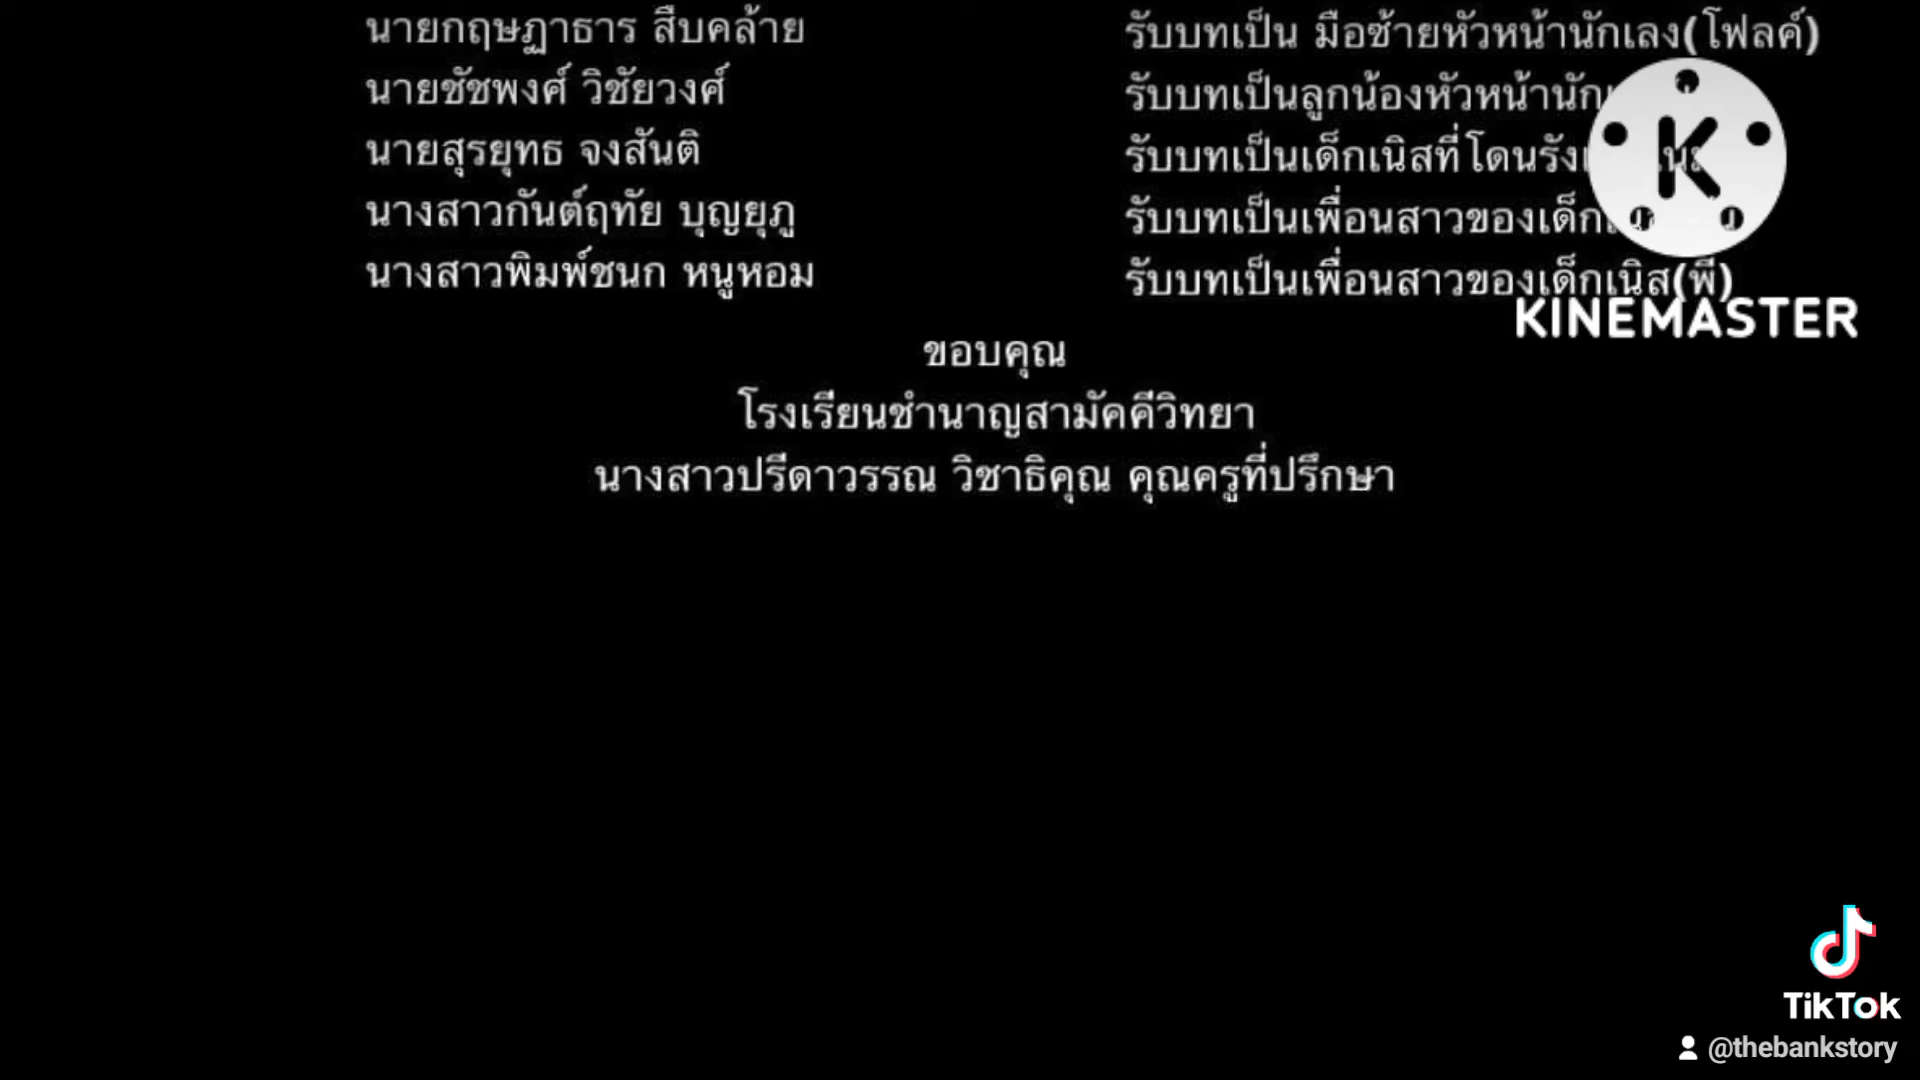 นายกฤษฏาธาร สืบคล้าย รับบทเป็น มือซ้ายหัวหน้านักเลง(โฟลค์)
นายชัชพงศ์ วิชัยวงศ์ รับบทเป็นลูกน้องหัวหน้า
นายสุรยุทธ จงสันติ รับบทเป็นเด็กเนิสที่โดน
นางสาวกันต์ฤทัย บุญยุภู รับบทเป็นเพื่อนสาวของ
นางสาวพิมพ์ชนก หนูหอม รับบทเป็นเพื่อนสาวของเด็กเนิส(พี)
KINEMASTER
ขอบคุณ
โรงเรียนชำนาญสามัคคีวิทยา
นางสาวปรีดาวรรณ วิชาธิคุณ คุณครูที่ปรึกษา
TikTok
@thebankstory